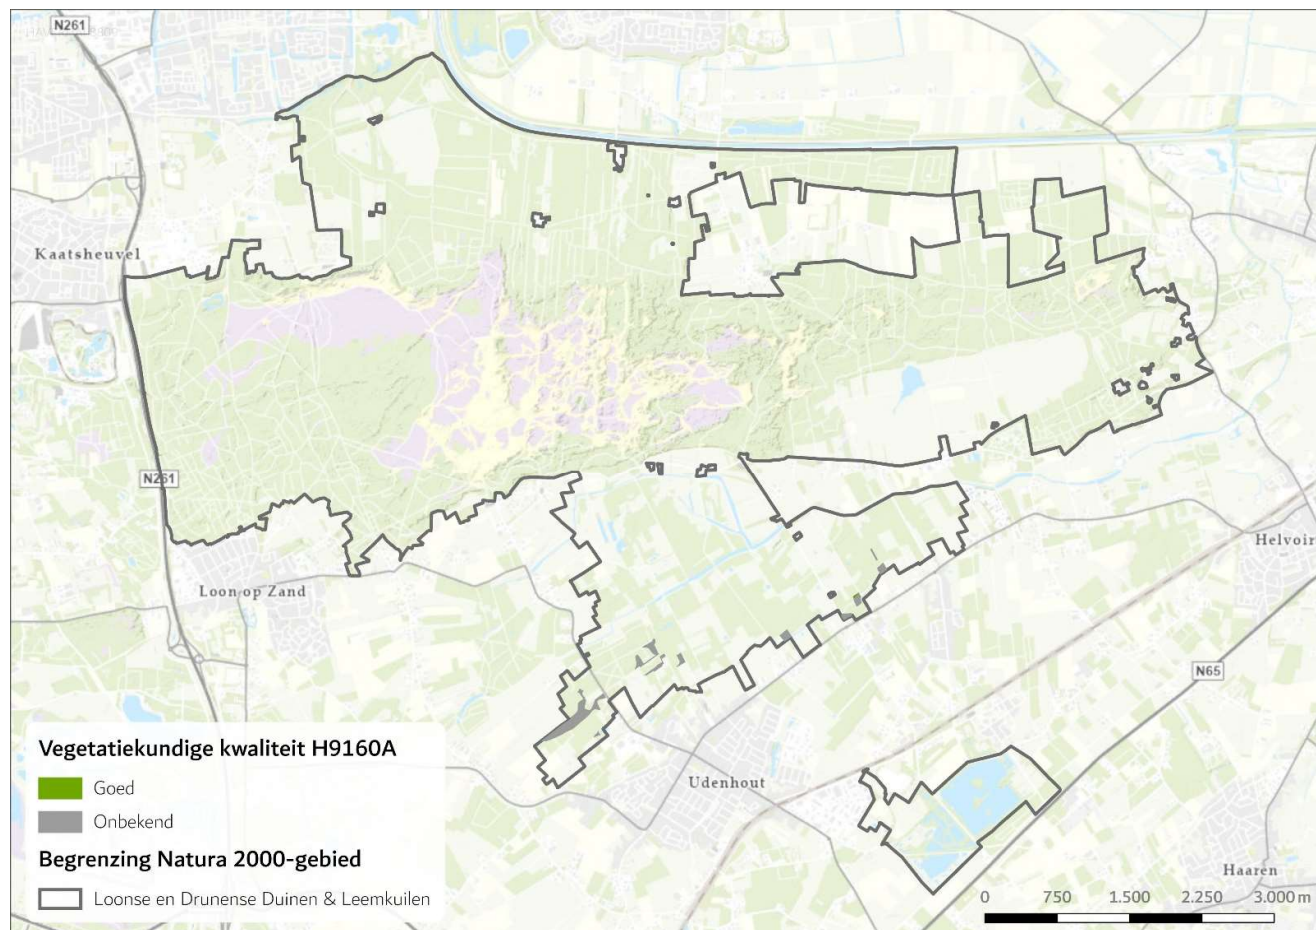 N261
Kaatsheuvel
N261
Loon op Zand
Helvoir
N65
Udenhout
Haaren
Vegetatiekundige kwaliteit H9160A
Goed
Onbekend
Begrenzing Natura 2000-gebied
Loonse en Drunense Duinen & Leemkuilen
0 750 1.500 2.250 3.000 m